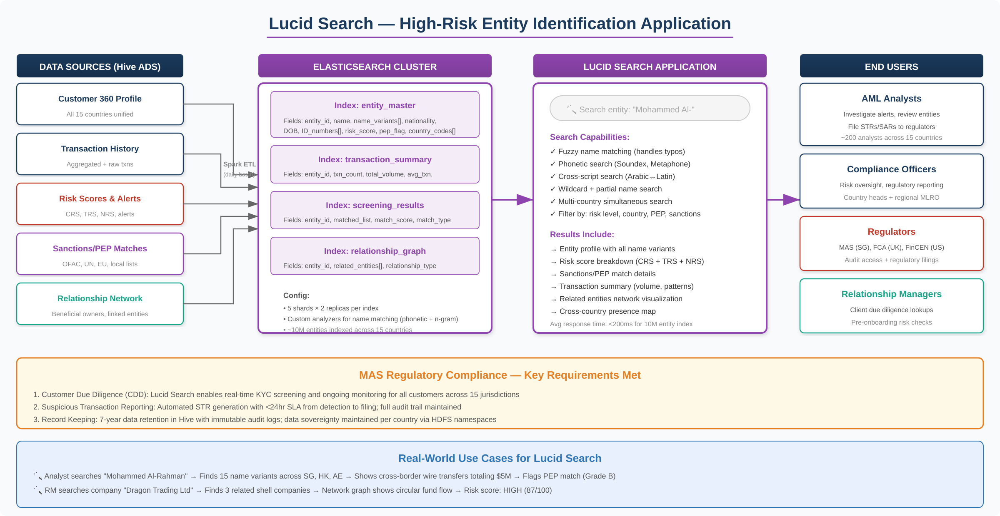 Lucid Search — High-Risk Entity Identification Application
DATA SOURCES (Hive ADS)
Customer 360 Profile
All 15 countries unified
Transaction History
Aggregated + raw txns
Risk Scores & Alerts
CRS, TRS, NRS, alerts
Sanctions/PEP Matches
OFAC, UN, EU, local lists
Relationship Network
Beneficial owners, linked entities
Spark ETL
(daily batch)
ELASTICSEARCH CLUSTER
Index: entity_master
Fields: entity_id, name, name_variants[], nationality,
DOB, ID_numbers[], risk_score, pep_flag, country_codes[]
Index: transaction_summary
Fields: entity_id, txn_count, total_volume, avg_txn,
Index: screening_results
Fields: entity_id, matched_list, match_score, match_type
Index: relationship_graph
Fields: entity_id, related_entities[], relationship_type
Config:
• 5 shards × 2 replicas per index
• Custom analyzers for name matching (phonetic + n-gram)
• ~10M entities indexed across 15 countries
LUCID SEARCH APPLICATION
Search entity: "Mohammed Al-"
Search Capabilities:
✓ Fuzzy name matching (handles typos)
✓ Phonetic search (Soundex, Metaphone)
✓ Cross-script search (Arabic↔Latin)
✓ Wildcard + partial name search
✓ Multi-country simultaneous search
✓ Filter by: risk level, country, PEP, sanctions
Results Include:
→ Entity profile with all name variants
→ Risk score breakdown (CRS + TRS + NRS)
→ Sanctions/PEP match details
→ Transaction summary (volume, patterns)
→ Related entities network visualization
→ Cross-country presence map
Avg response time: <200ms for 10M entity index
END USERS
AML Analysts
Investigate alerts, review entities
File STRs/SARs to regulators
~200 analysts across 15 countries
Compliance Officers
Risk oversight, regulatory reporting
Country heads + regional MLRO
Regulators
MAS (SG), FCA (UK), FinCEN (US)
Audit access + regulatory filings
Relationship Managers
Client due diligence lookups
Pre-onboarding risk checks
MAS Regulatory Compliance — Key Requirements Met
1. Customer Due Diligence (CDD): Lucid Search enables real-time KYC screening and ongoing monitoring for all customers across 15 jurisdictions
2. Suspicious Transaction Reporting: Automated STR generation with <24hr SLA from detection to filing; full audit trail maintained
3. Record Keeping: 7-year data retention in Hive with immutable audit logs; data sovereignty maintained per country via HDFS namespaces
Real-World Use Cases for Lucid Search
Analyst searches "Mohammed Al-Rahman" → Finds 15 name variants across SG, HK, AE → Shows cross-border wire transfers totaling $5M → Flags PEP match (Grade B)
RM searches company "Dragon Trading Ltd" → Finds 3 related shell companies → Network graph shows circular fund flow → Risk score: HIGH (87/100)